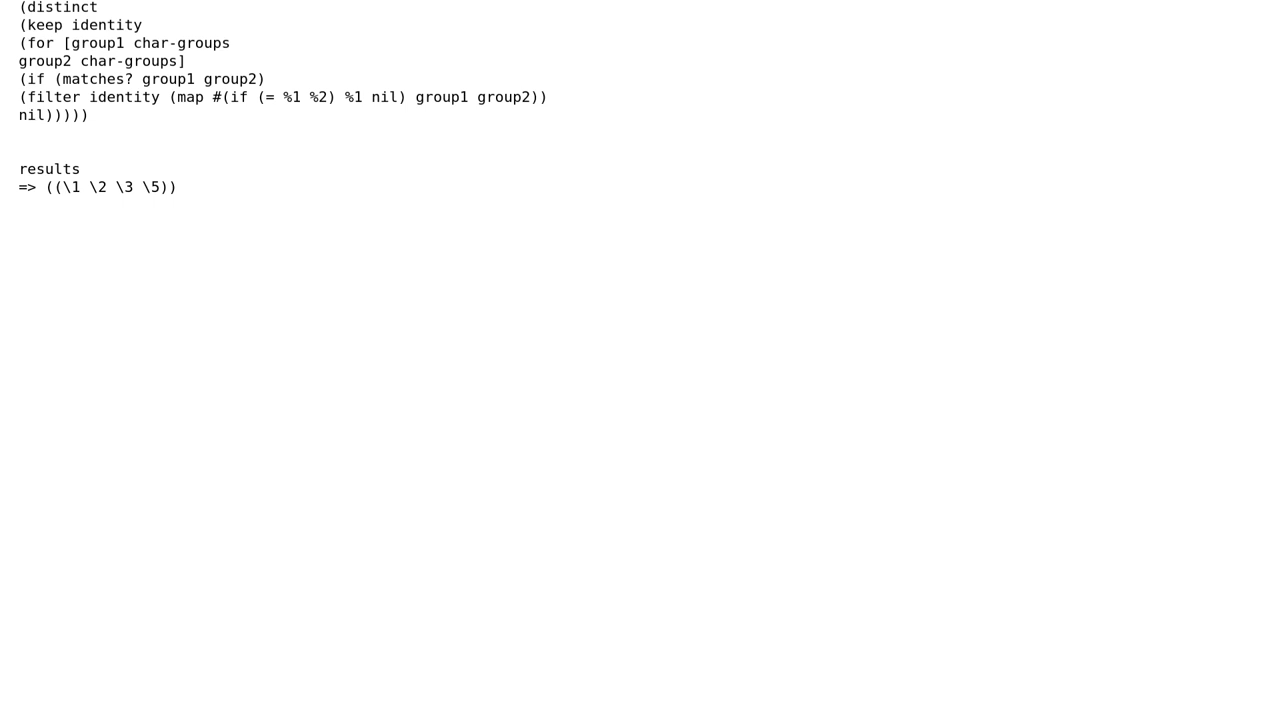 (distinct
(keep identity
(for [group1 char-groups
group2 char-groups]
(if (matches? group1 group2)
(filter identity (map #(if (= %1 %2) %1 nil) group1 group2))
nil)))))
results
=> ((\1 \2 \3 \5))